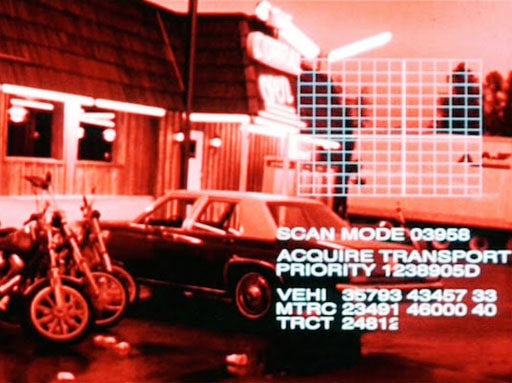 SCAN MODE 03958
ACQUIRE TRANSPORT
PRIORITY 1238905D
VEHI 35793 43457 33
MTRC 23491 46000 40
TRCT 24812